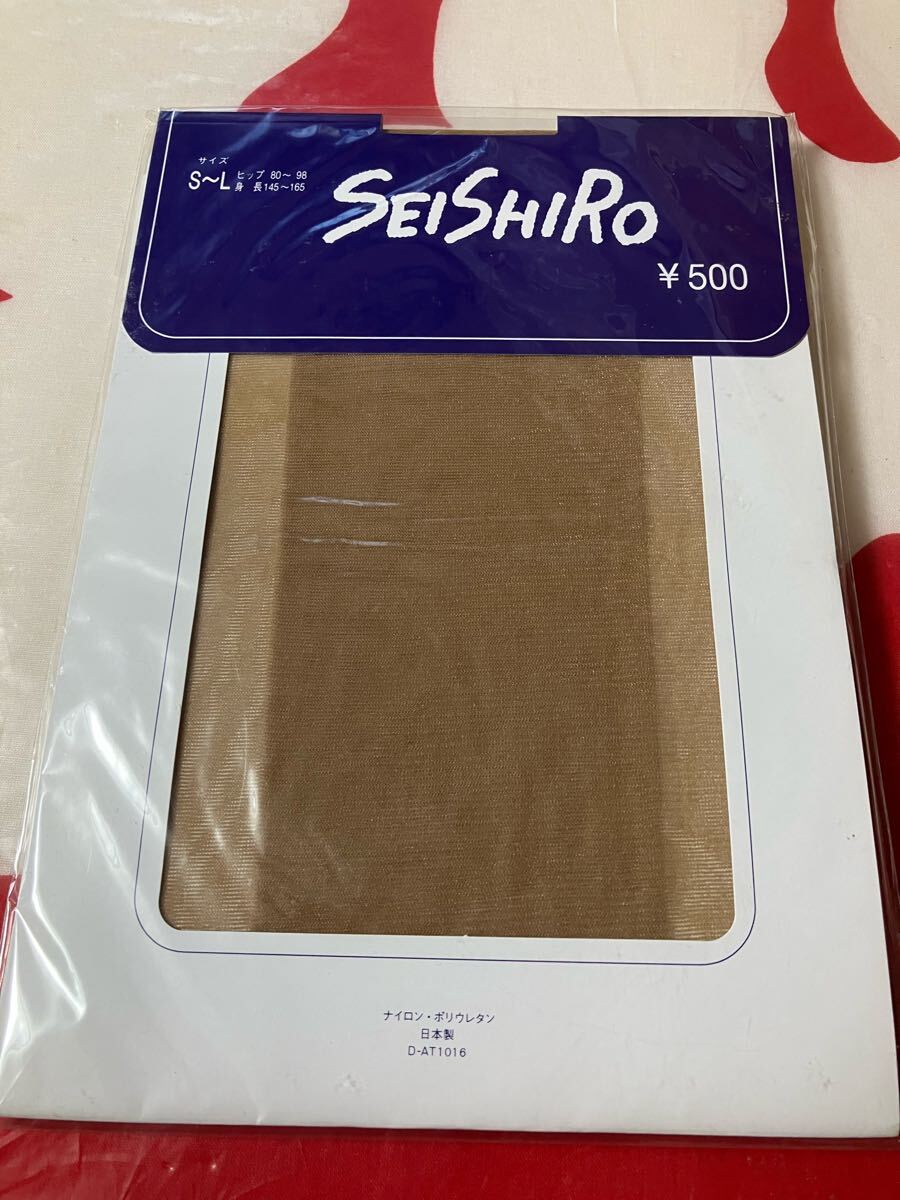 サイズ
S〜L ヒップ 80〜 98
身 長145〜165
SEISHIRO
¥500
ナイロン・ポリウレタン
日本製
D-AT1016